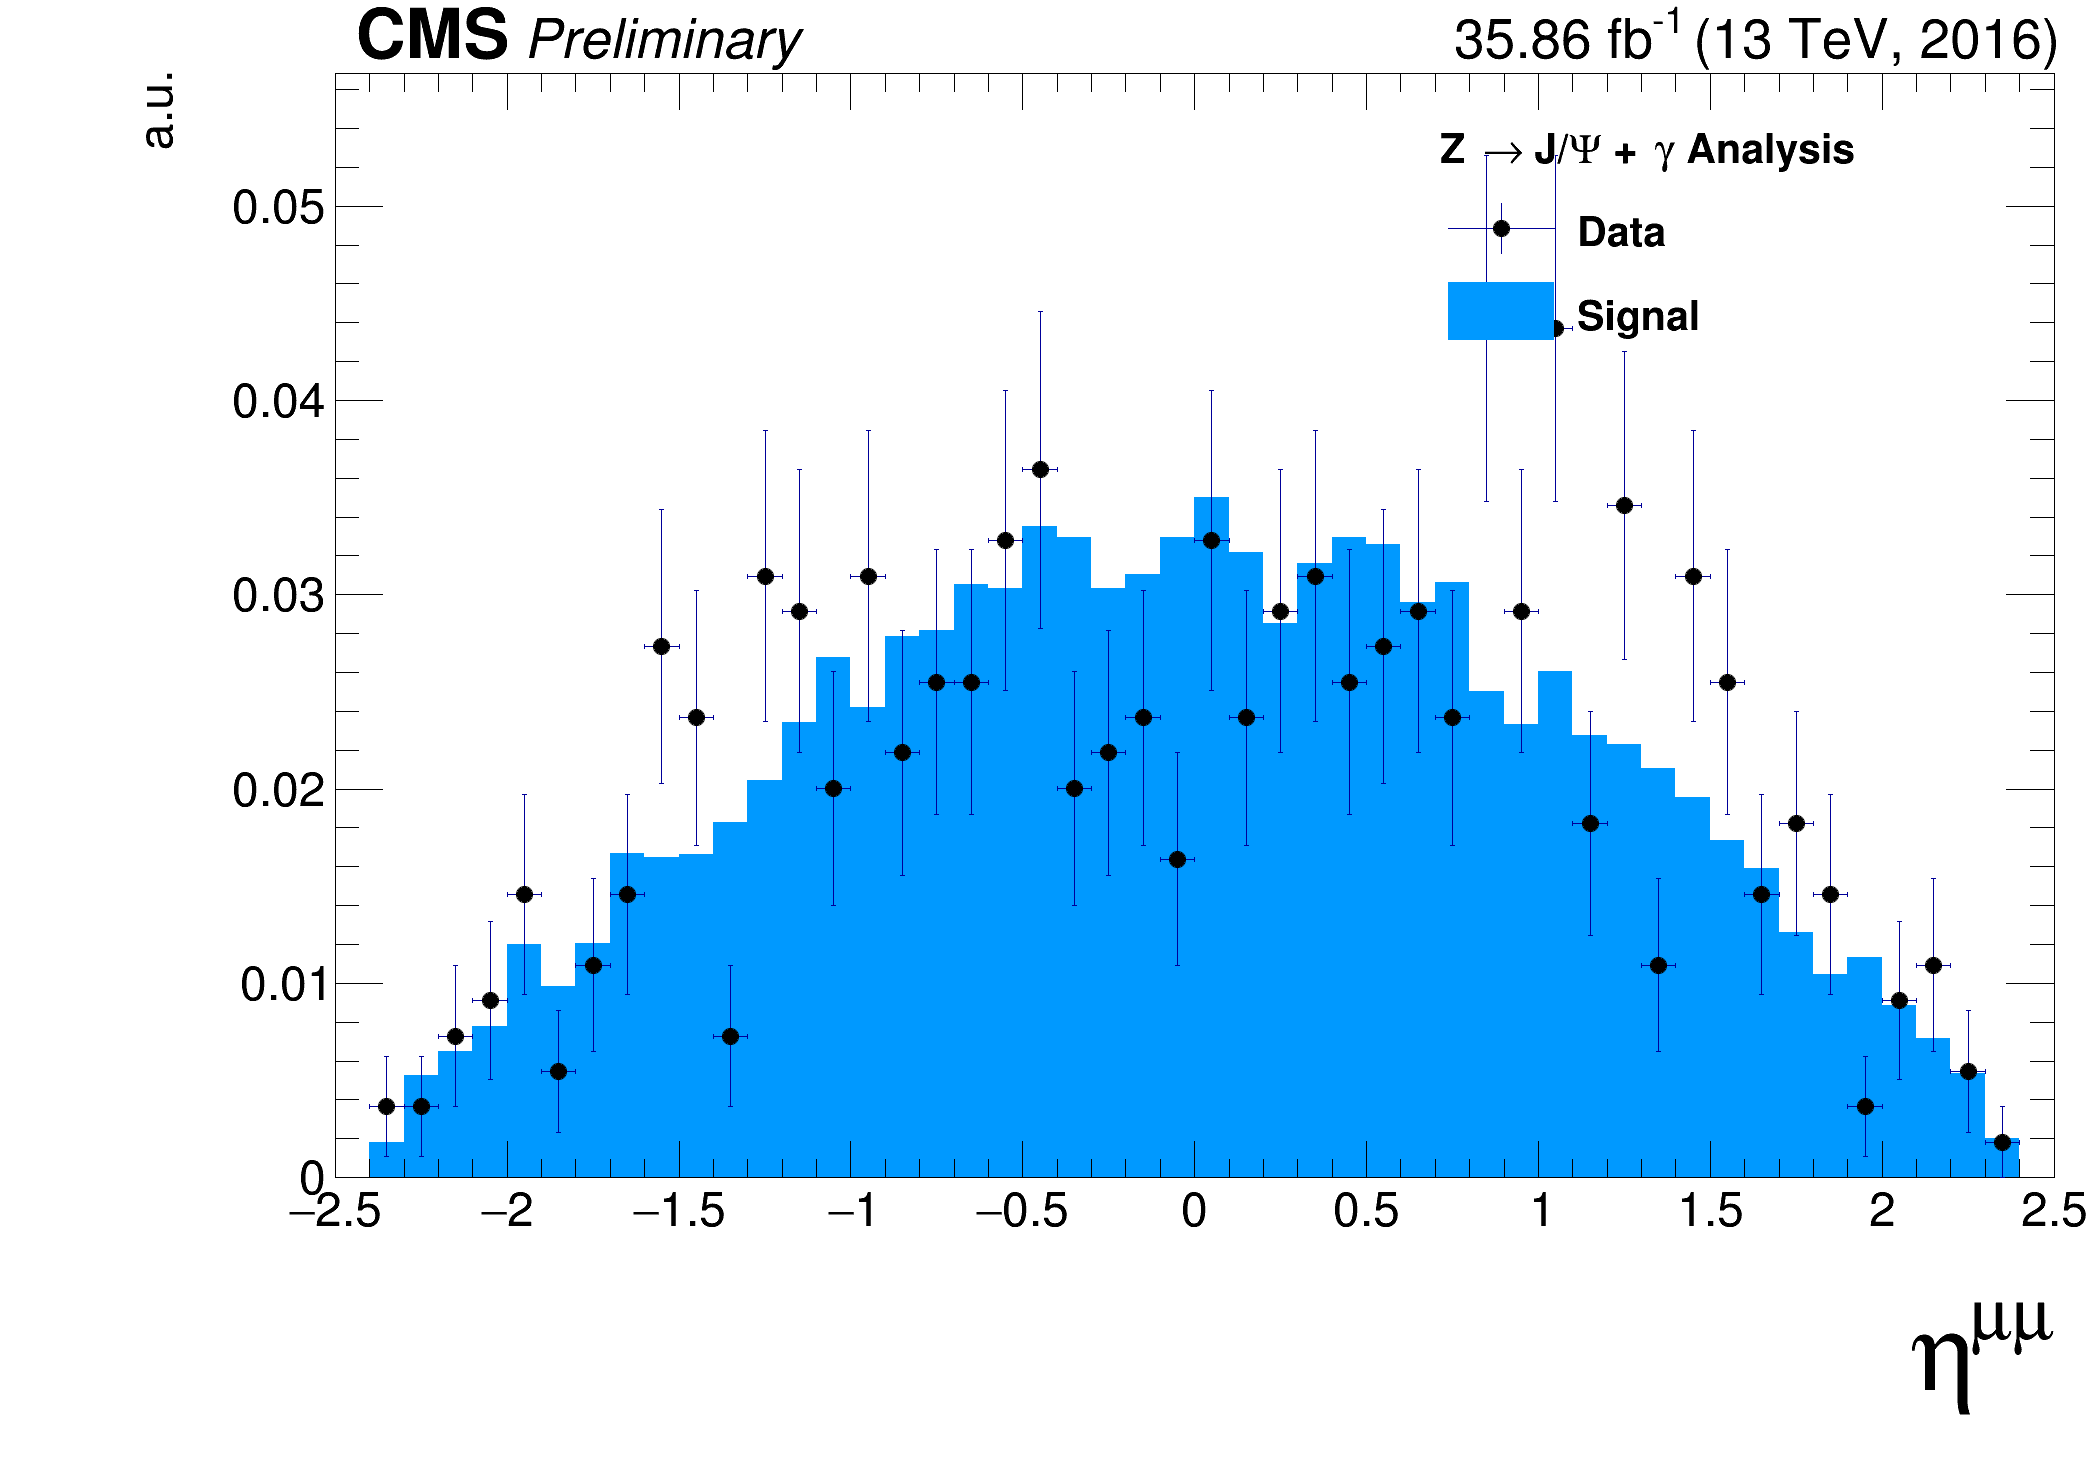 CMS Preliminary 35.86 fb⁻¹ (13 TeV, 2016)
a.u.
Z → J/Ψ + γ Analysis
Data
Signal
0.05
0.04
0.03
0.02
0.01
0
−2.5 −2 −1.5 −1 −0.5 0 0.5 1 1.5 2 2.5
η^μμ